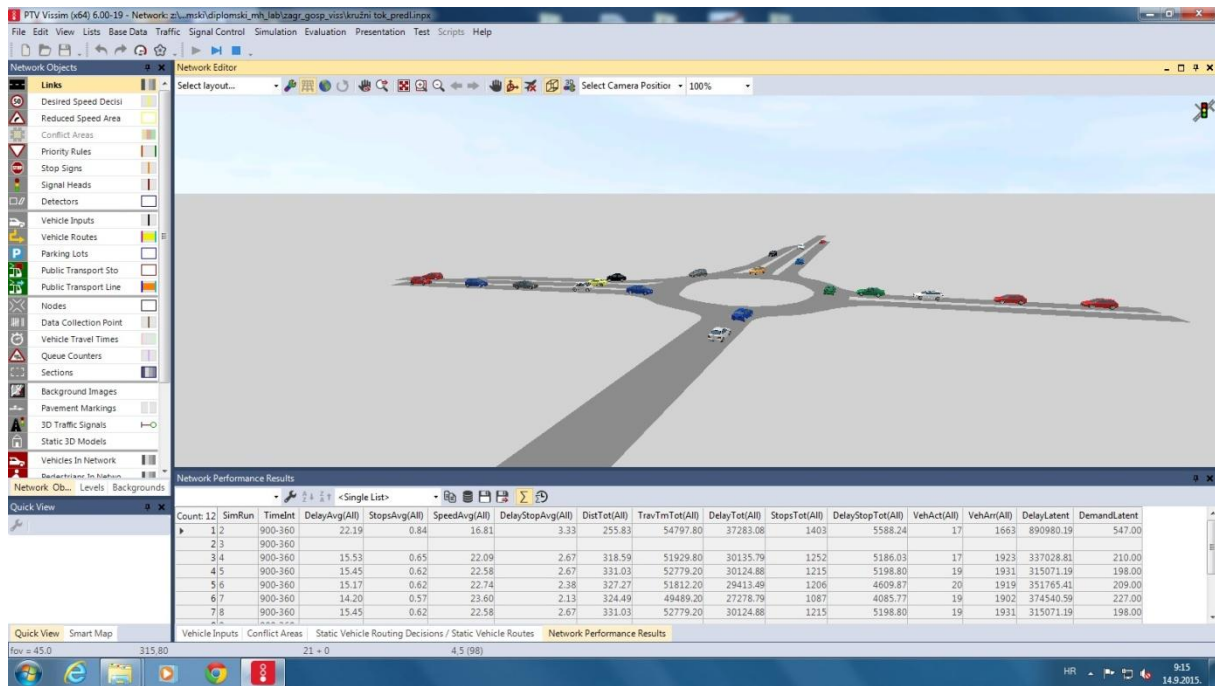 PTV Vissim (x64) 6.00-19 - Network: z:\...mski\diplomski_mh_lab\zagr_gosp_viss\kružni tok_predl.inpx
File Edit View Lists Base Data Traffic Signal Control Simulation Evaluation Presentation Test Scripts Help
Network Objects
Network Editor
Select layout...
Select Camera Position
100%
Links
Desired Speed Decisi
Reduced Speed Area
Conflict Areas
Priority Rules
Stop Signs
Signal Heads
Detectors
Vehicle Inputs
Vehicle Routes
Parking Lots
Public Transport Sto
Public Transport Line
Nodes
Data Collection Point
Vehicle Travel Times
Queue Counters
Sections
Background Images
Pavement Markings
3D Traffic Signals
Static 3D Models
Vehicles In Network
Pedestrians In Netwo
Network Ob... Levels Backgrounds
Quick View
Quick View Smart Map
Network Performance Results
<Single List>
Count: 12 SimRun TimeInt DelayAvg(All) StopsAvg(All) SpeedAvg(All) DelayStopAvg(All) DistTot(All) TravTmTot(All) DelayTot(All) StopsTot(All) DelayStopTot(All) VehAct(All) VehArr(All) DelayLatent DemandLatent
1 2 900-360 22.19 0.84 16.81 3.33 255.83 54797.80 37283.08 1403 5588.24 17 1663 890980.19 547.00
2 3 900-360
3 4 900-360 15.53 0.65 22.09 2.67 318.59 51929.80 30135.79 1252 5186.03 17 1923 337028.81 210.00
4 5 900-360 15.45 0.62 22.58 2.67 331.03 52779.20 30124.88 1215 5198.80 19 1931 315071.19 198.00
5 6 900-360 15.17 0.62 22.74 2.38 327.27 51812.20 29413.49 1206 4609.87 20 1919 351765.41 209.00
6 7 900-360 14.20 0.57 23.60 2.13 324.49 49489.20 27278.79 1087 4085.77 19 1902 374540.59 227.00
7 8 900-360 15.45 0.62 22.58 2.67 331.03 52779.20 30124.88 1215 5198.80 19 1931 315071.19 198.00
Vehicle Inputs Conflict Areas Static Vehicle Routing Decisions / Static Vehicle Routes Network Performance Results
fov = 45.0 315,80 21 + 0 4,5 (98)
HR
9:15
14.9.2015.